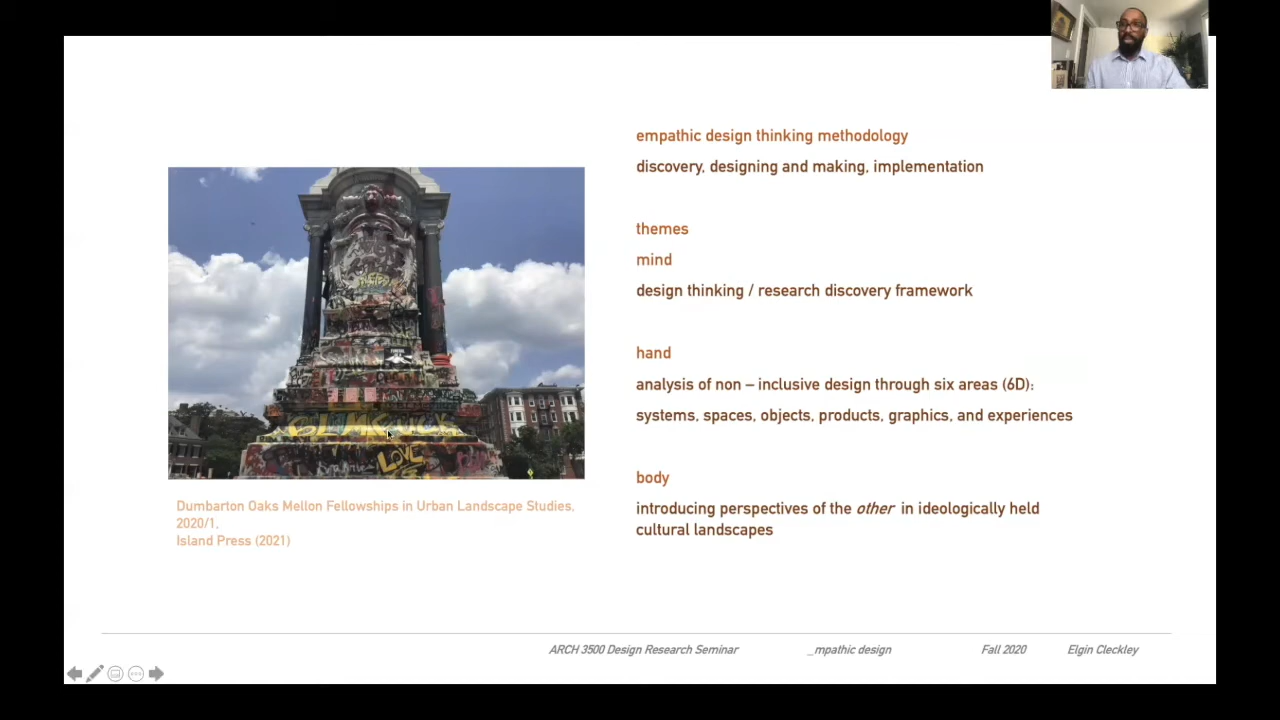 empathic design thinking methodology
discovery, designing and making, implementation
themes
mind
design thinking / research discovery framework
hand
analysis of non – inclusive design through six areas (6D):
systems, spaces, objects, products, graphics, and experiences
body
introducing perspectives of the other in ideologically held
cultural landscapes
LOVE
Dumbarton Oaks Mellon Fellowships in Urban Landscape Studies,
2020/1,
Island Press (2021)
ARCH 3500 Design Research Seminar
_mpathic design
Fall 2020
Elgin Cleckley